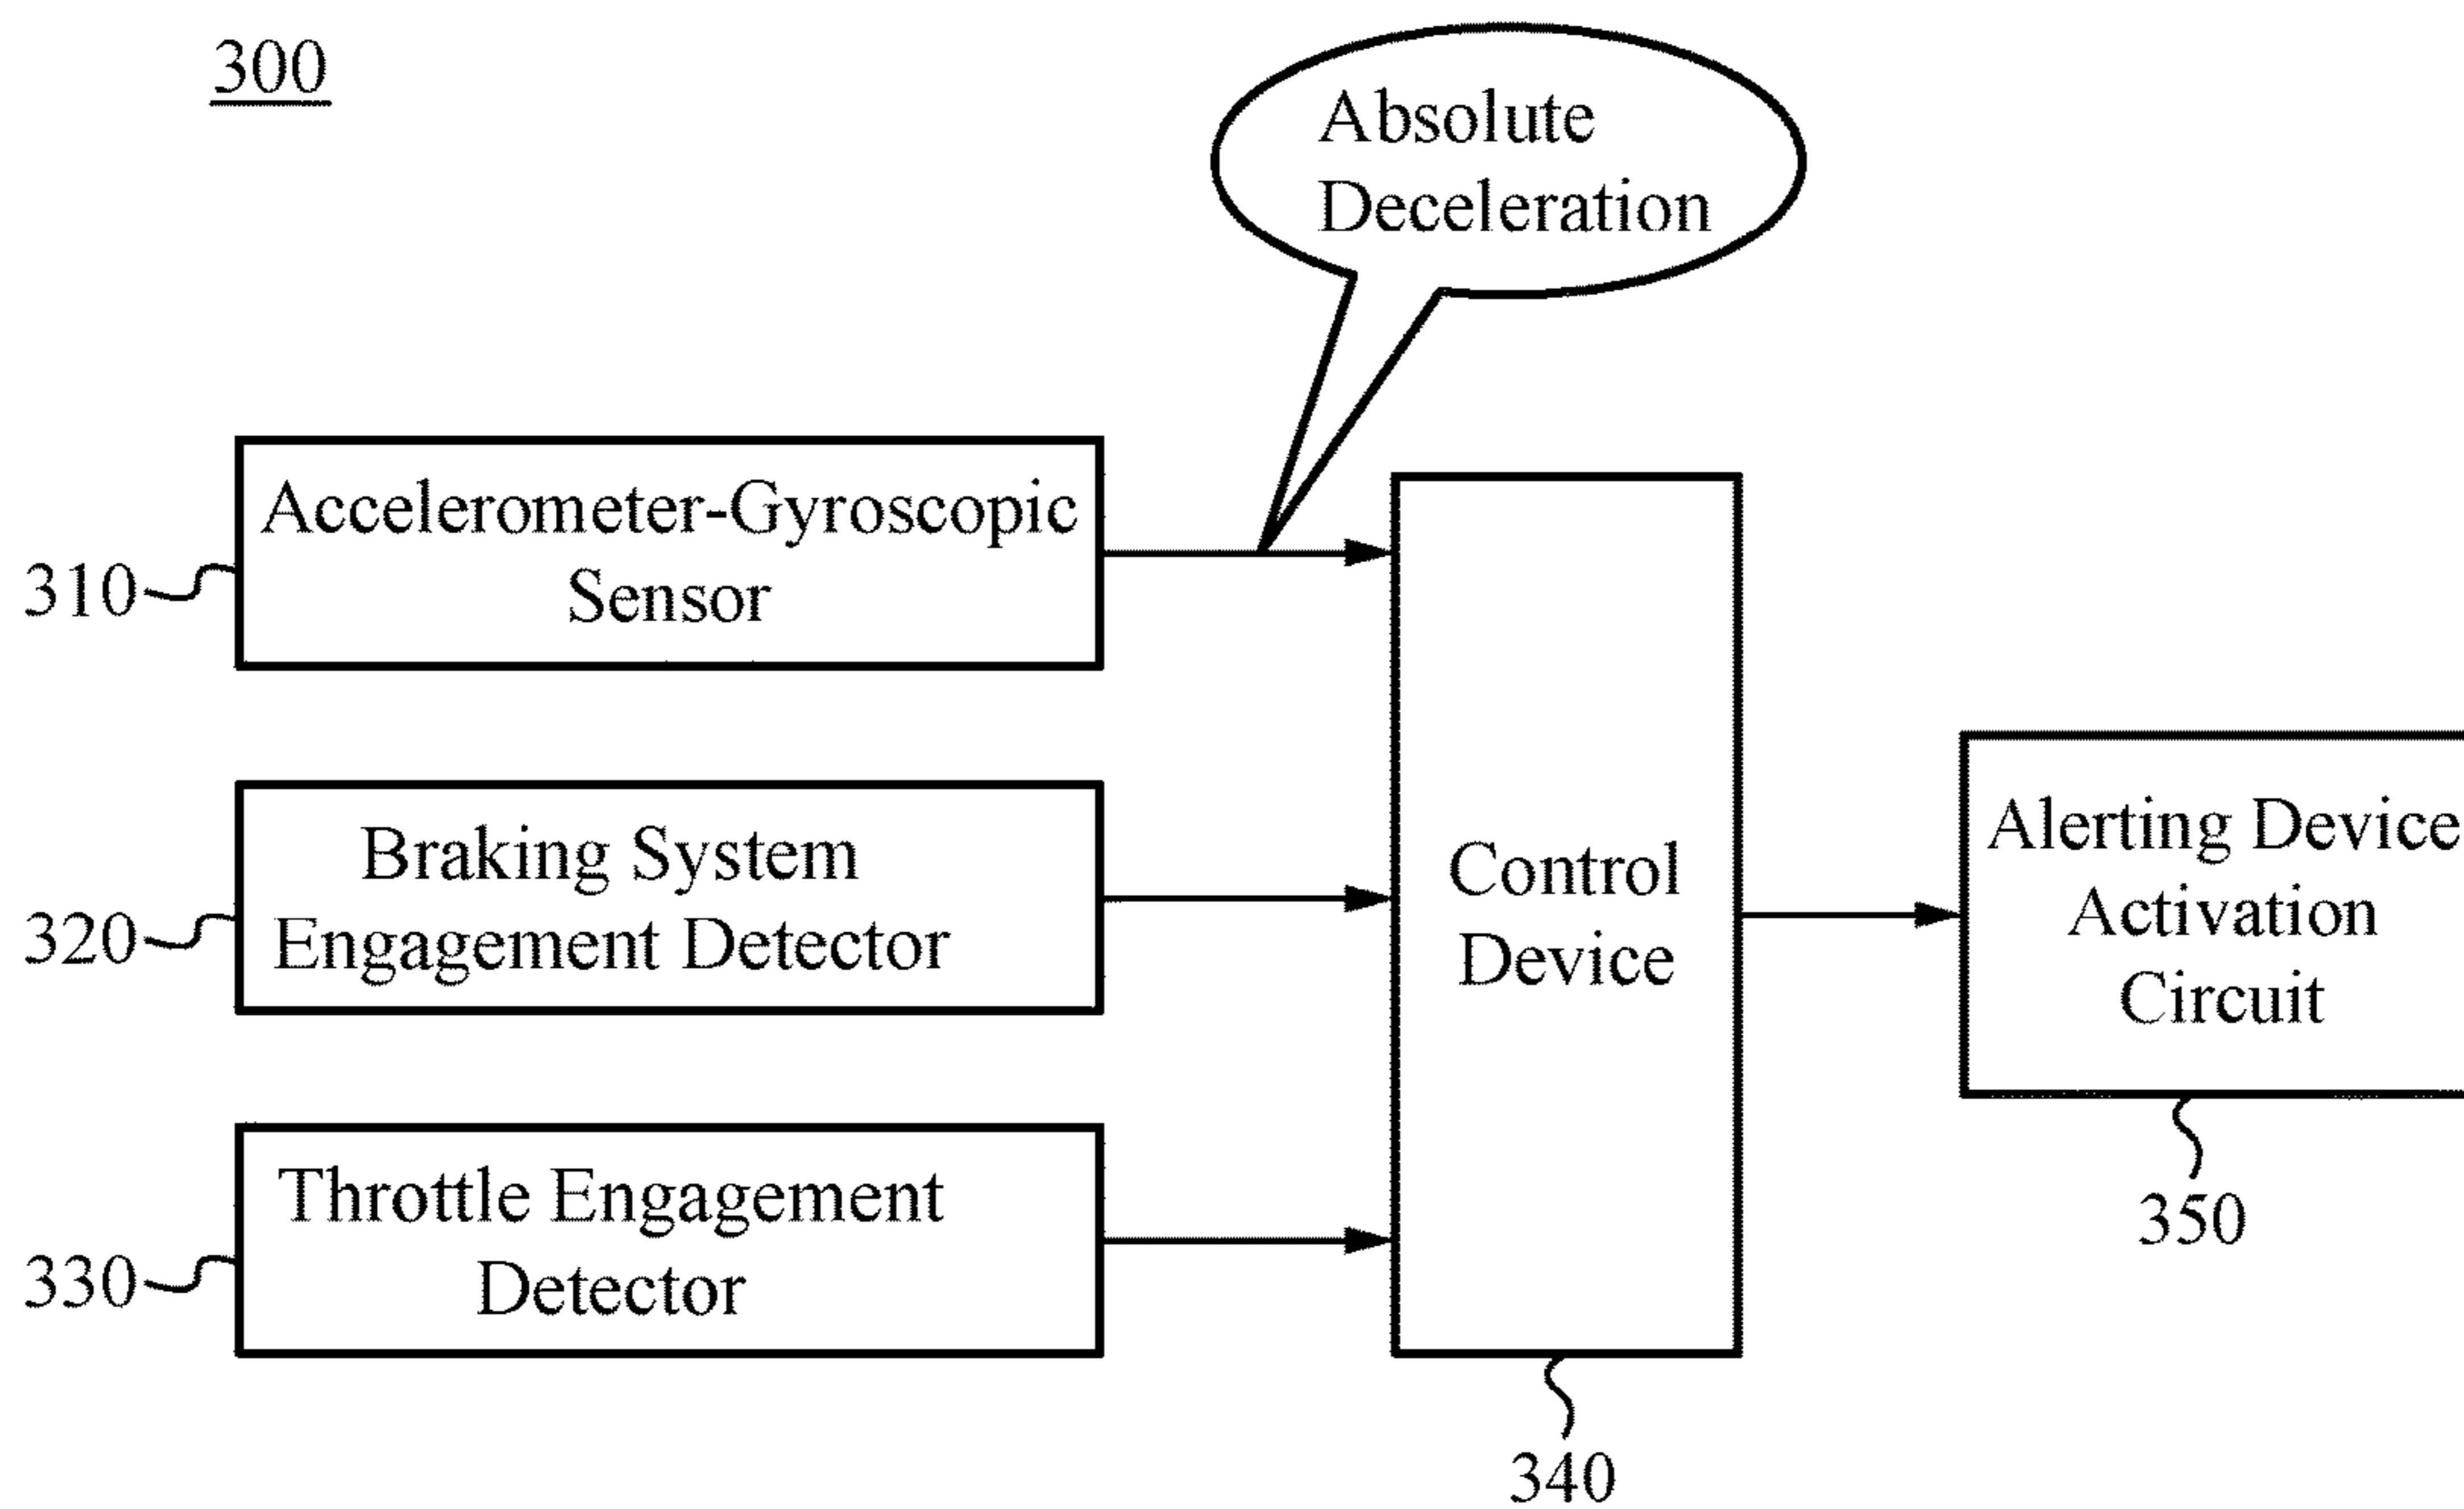 300
Absolute
Deceleration
Accelerometer-Gyroscopic
Sensor
310
Braking System
Engagement Detector
320
Throttle Engagement
Detector
330
Control
Device
340
Alerting Device
Activation
Circuit
350